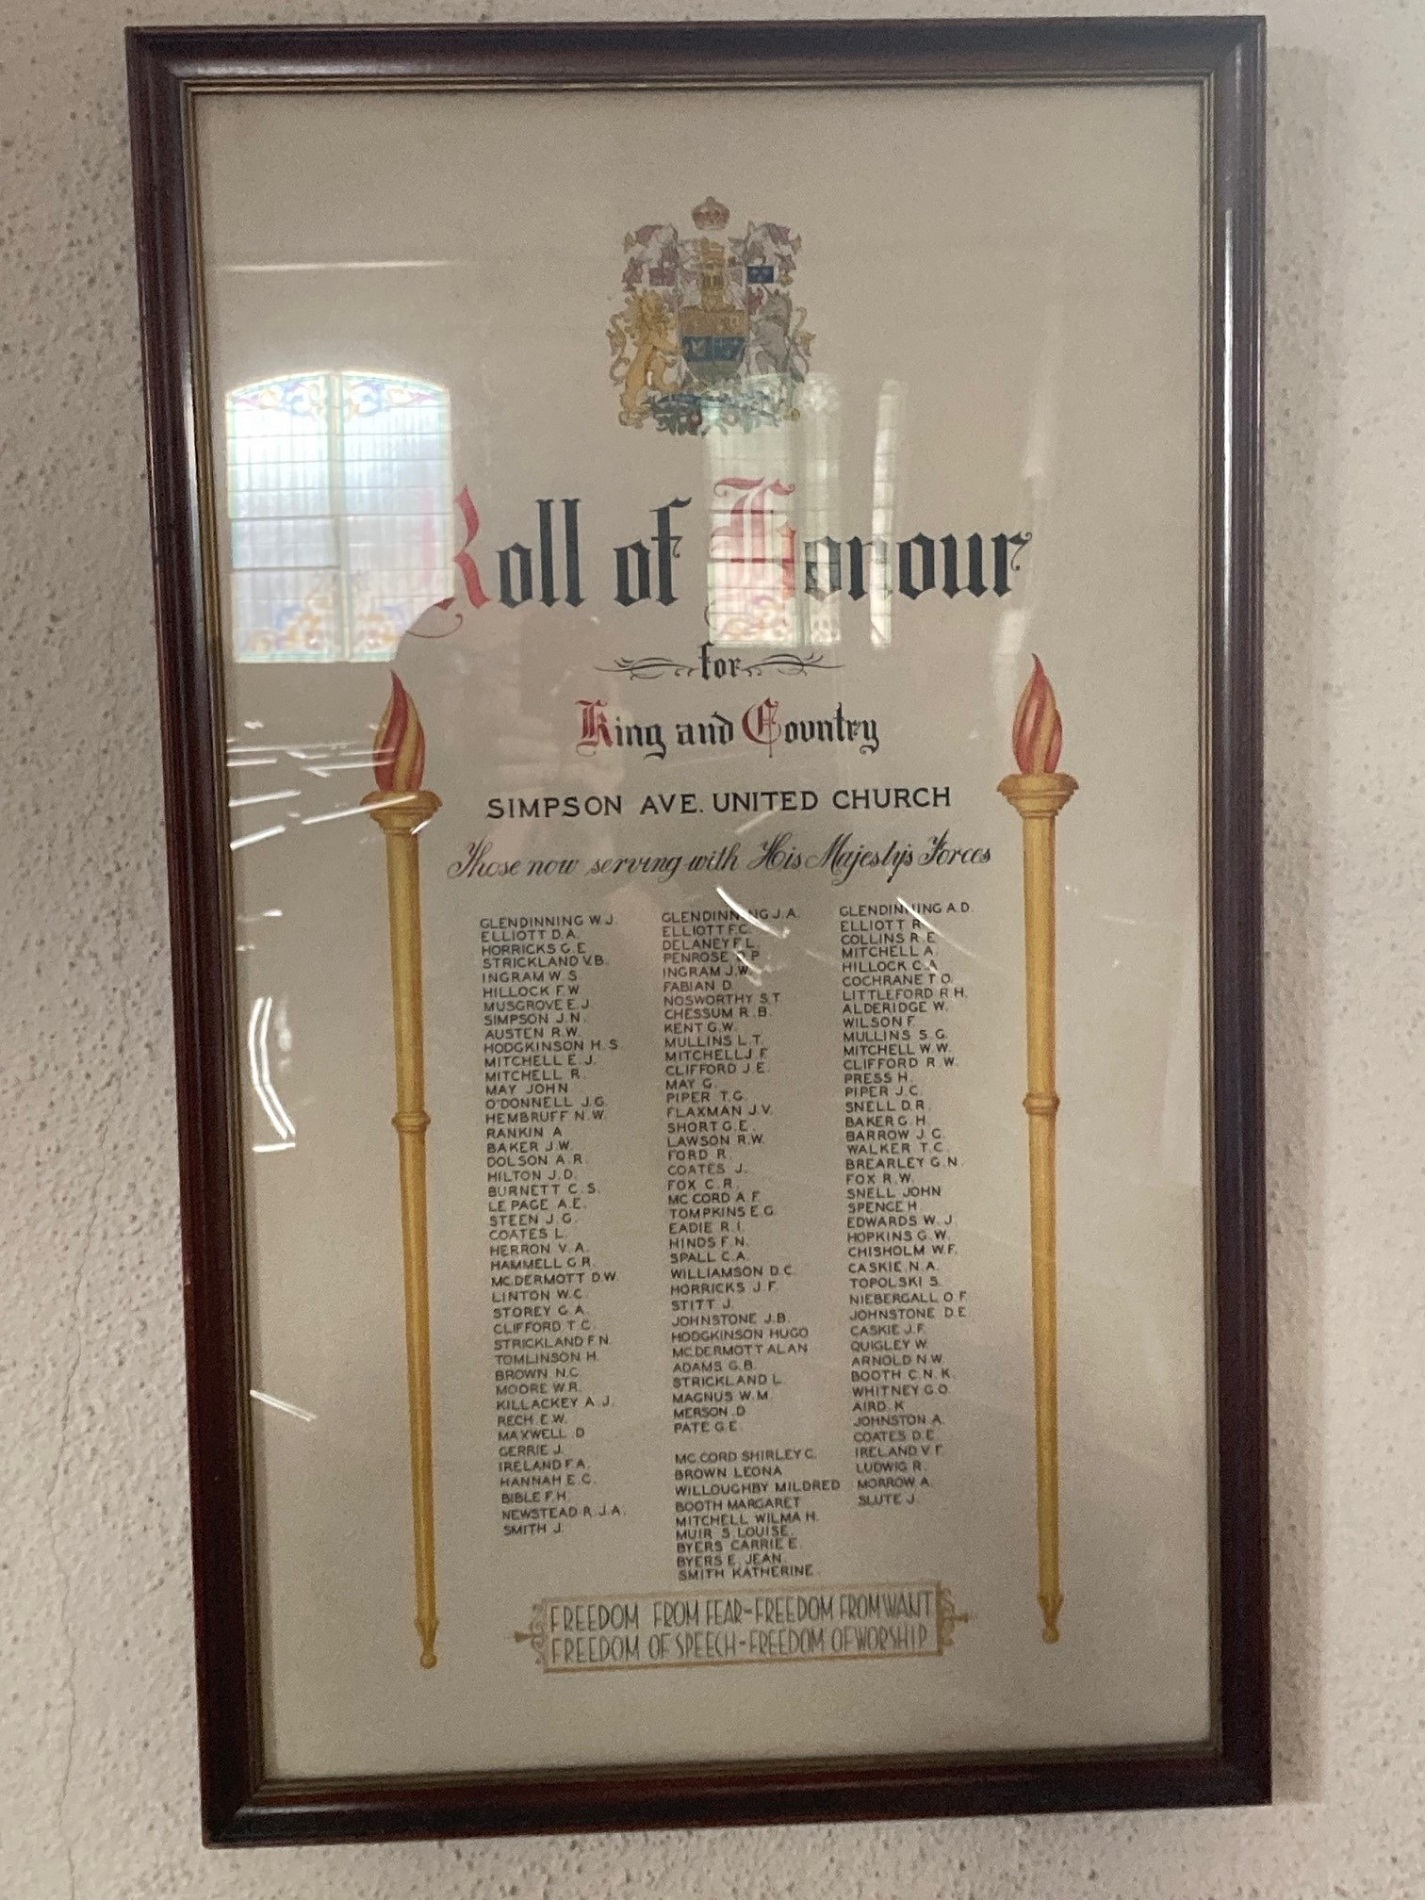 Roll of Honour
for
King and Country
SIMPSON AVE. UNITED CHURCH
Those now serving with His Majesty's Forces
GLENDINNING W.J.
ELLIOTT D.A.
HORRICKS G.E.
STRICKLAND V.B.
INGRAM W.S.
HILLOCK F.W.
MUSGROVE E.J.
SIMPSON J.N.
AUSTEN R.W.
HODGKINSON H.S.
MITCHELL E.J.
MITCHELL R.
MAY JOHN
O'DONNELL J.G.
HEMBRUFF N.W.
RANKIN A
BAKER J.W.
DOLSON A.R.
HILTON J.D.
BURNETT C.S.
LE PAGE A.E.
STEEN J.G.
COATES L.
HERRON V.A.
HAMMELL G.R.
MC.DERMOTT D.W.
LINTON W.C.
STOREY G.A.
CLIFFORD T.C.
STRICKLAND F.N.
TOMLINSON H.
BROWN N.C
MOORE W.R.
KILLACKEY A.J.
RECH E.W.
MAXWELL D
GERRIE J.
IRELAND F.A.
HANNAH E.C.
BIBLE F.H.
NEWSTEAD R.J.A.
SMITH J.
GLENDINNING J.A.
ELLIOTT F.C.
DELANEY F.L.
PENROSE P
INGRAM J.W.
FABIAN D.
NOSWORTHY S.T.
CHESSUM R.B.
KENT G.W.
MULLINS L.T.
MITCHELL J.F.
CLIFFORD J.E.
MAY G.
PIPER T.G.
FLAXMAN J.V.
SHORT G.E.
LAWSON R.W.
FORD R.
COATES J.
FOX C.R.
MC CORD A.F.
TOMPKINS E.G.
EADIE R.I.
HINDS F.N.
SPALL C.A.
WILLIAMSON D.C.
HORRICKS J.F.
STITT J.
JOHNSTONE J.B.
HODGKINSON HUGO
MC.DERMOTT ALAN
ADAMS G.B.
STRICKLAND L.
MAGNUS W.M.
MERSON D
PATE G.E.
MC CORD SHIRLEY C.
BROWN LEONA
WILLOUGHBY MILDRED
BOOTH MARGARET
MITCHELL WILMA H.
MUIR S. LOUISE.
BYERS CARRIE E.
BYERS E. JEAN.
SMITH KATHERINE.
GLENDINNING A.D.
ELLIOTT R
COLLINS R.E.
MITCHELL A.
HILLOCK C.A.
COCHRANE T.O.
LITTLEFORD R.H.
ALDERIDGE W.
WILSON F.
MULLINS S.G.
MITCHELL W.W.
CLIFFORD R.W.
PRESS H.
PIPER J.C.
SNELL D.R.
BAKER G.H.
BARROW J.C.
WALKER T.C.
BREARLEY G.N.
FOX R.W.
SNELL JOHN
SPENCE H.
EDWARDS W.J.
HOPKINS G.W.
CHISHOLM W.F.
CASKIE N.A.
TOPOLSKI S.
NIEBERGALL O.F.
JOHNSTONE D.E.
CASKIE J.F.
QUIGLEY W.
ARNOLD N.W.
BOOTH C.N.K.
WHITNEY G.O.
AIRD K
JOHNSTON A.
COATES D.E.
IRELAND V.F.
LUDWIG R.
MORROW A.
SLUTE J.
FREEDOM FROM FEAR-FREEDOM FROM WANT
FREEDOM OF SPEECH-FREEDOM OF WORSHIP